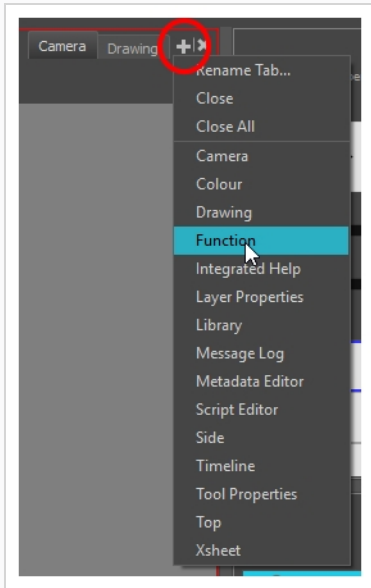 Camera
Drawing
Rename Tab...
Close
Close All
Camera
Colour
Drawing
Function
Integrated Help
Layer Properties
Library
Message Log
Metadata Editor
Script Editor
Side
Timeline
Tool Properties
Top
Xsheet